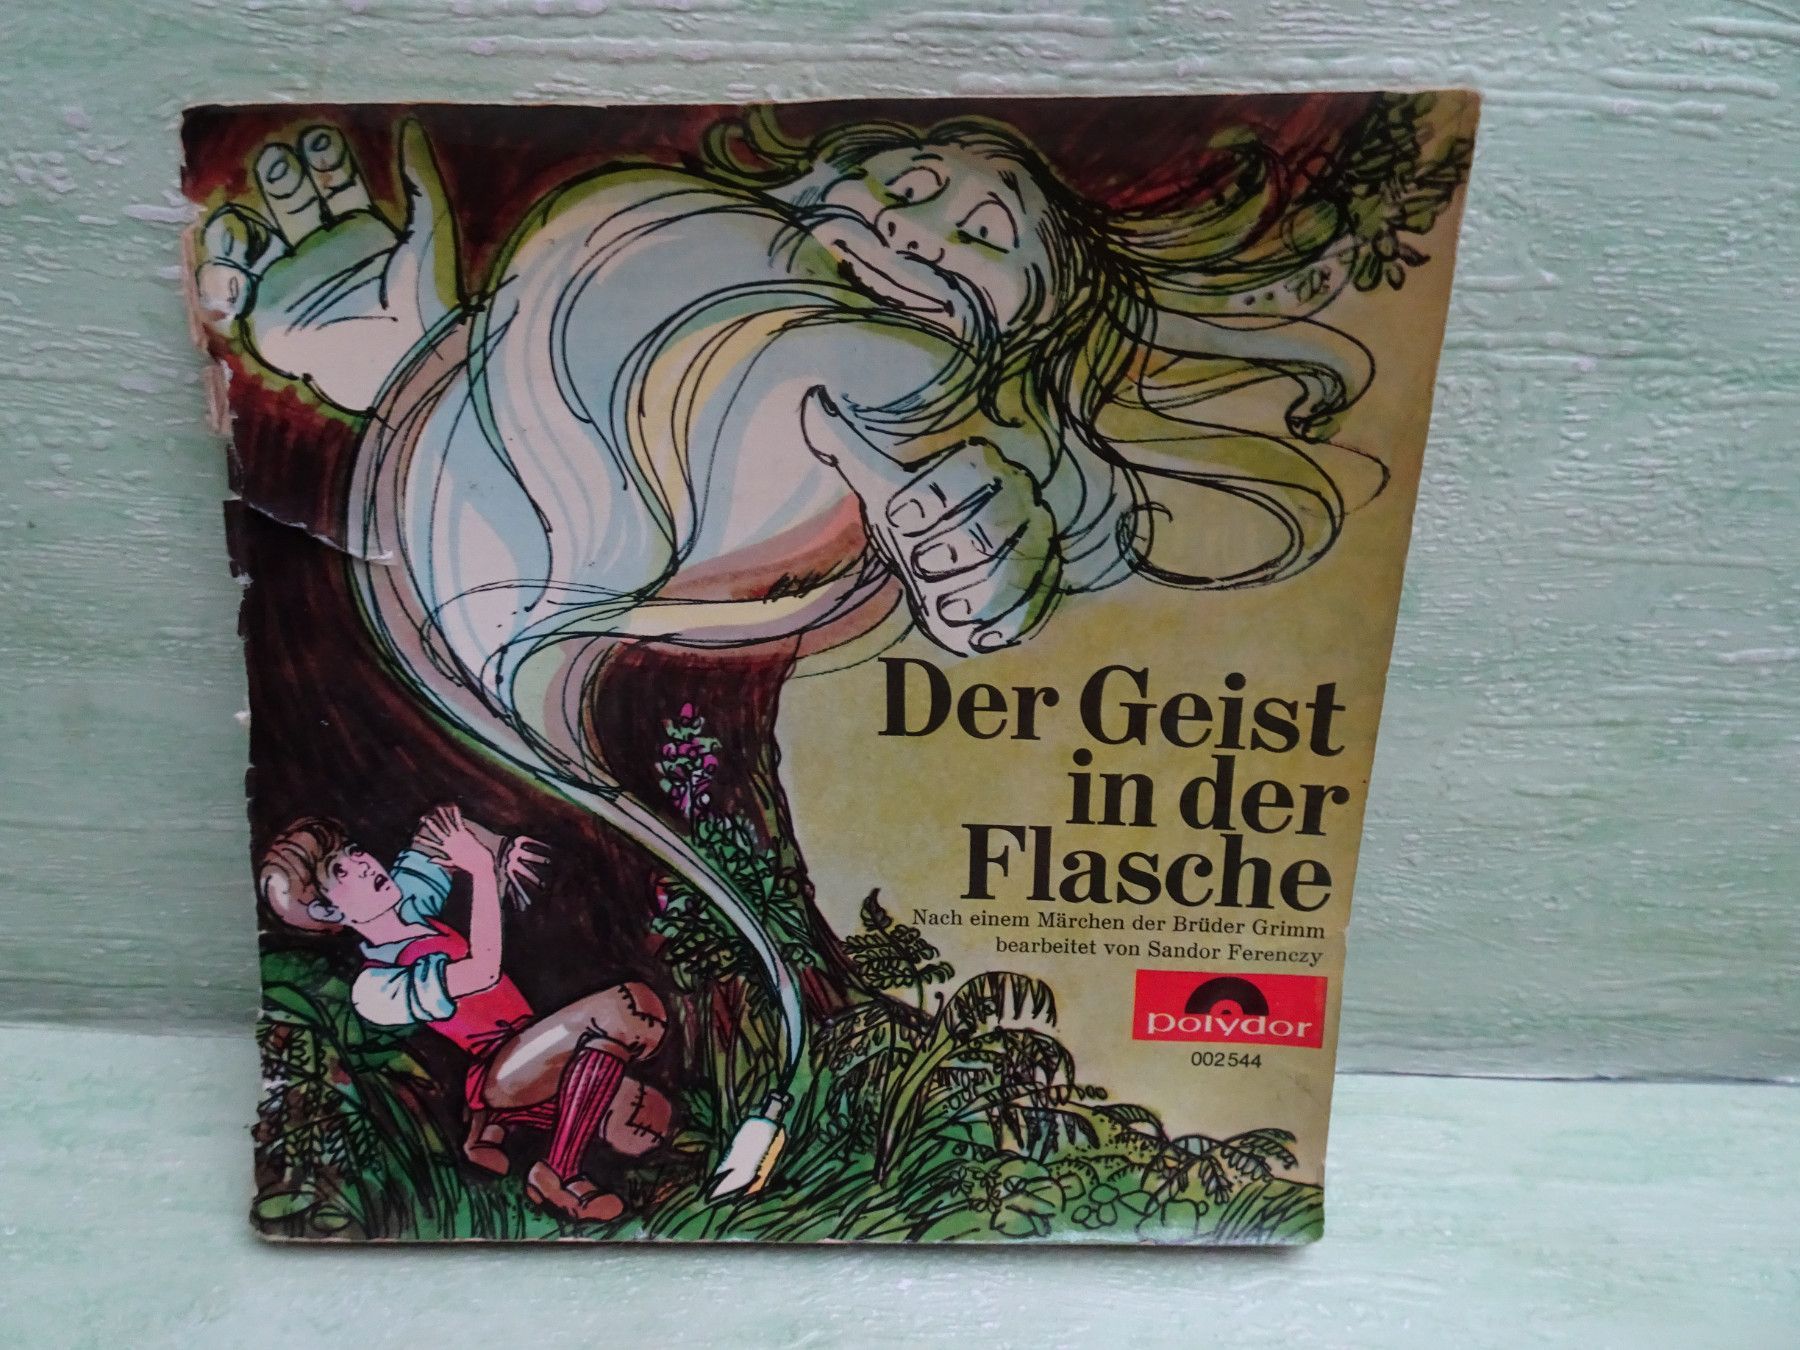 Der Geist
in der
Flasche
Nach einem Märchen der Brüder Grimm
bearbeitet von Sandor Ferenczy
polydor
002544